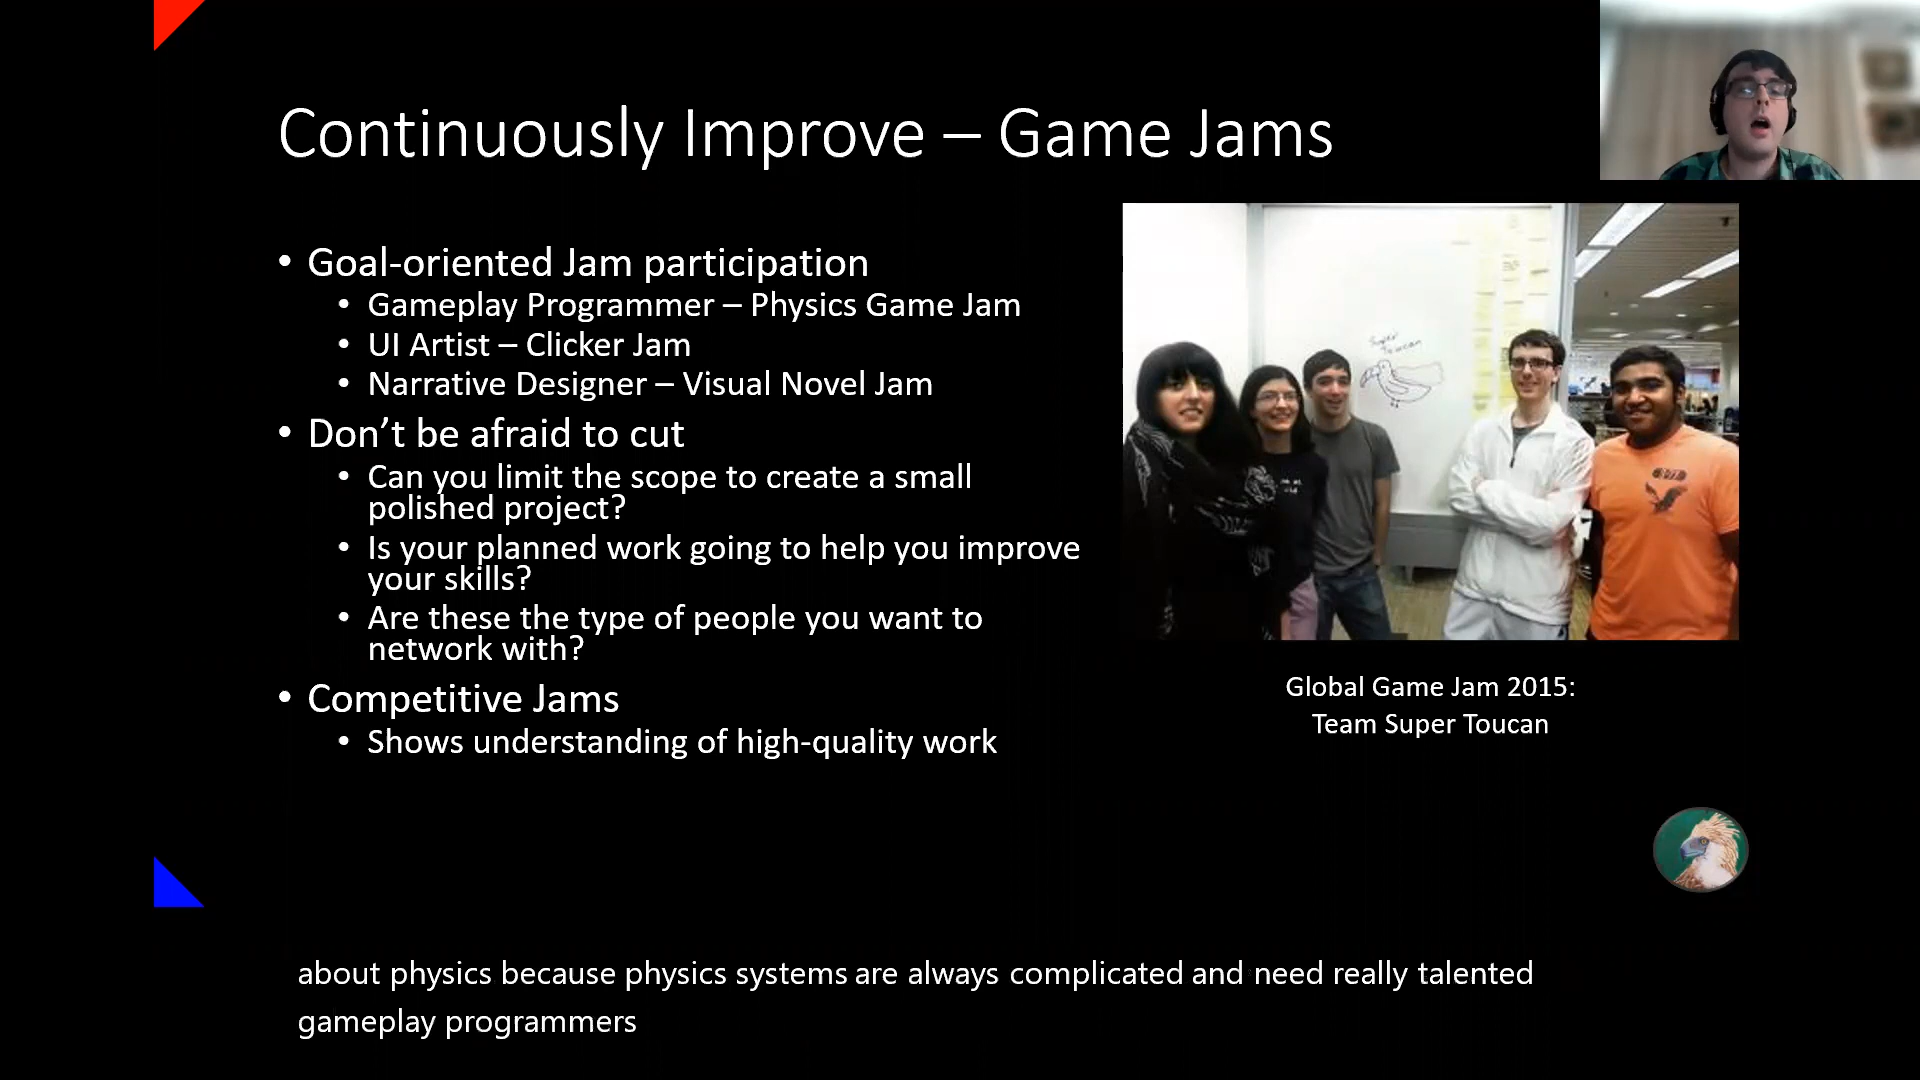 Continuously Improve – Game Jams
• Goal-oriented Jam participation
• Gameplay Programmer – Physics Game Jam
• UI Artist – Clicker Jam
• Narrative Designer – Visual Novel Jam
• Don’t be afraid to cut
• Can you limit the scope to create a small
polished project?
• Is your planned work going to help you improve
your skills?
• Are these the type of people you want to
network with?
• Competitive Jams
• Shows understanding of high-quality work
Super
Toucan
Global Game Jam 2015:
Team Super Toucan
about physics because physics systems are always complicated and need really talented
gameplay programmers